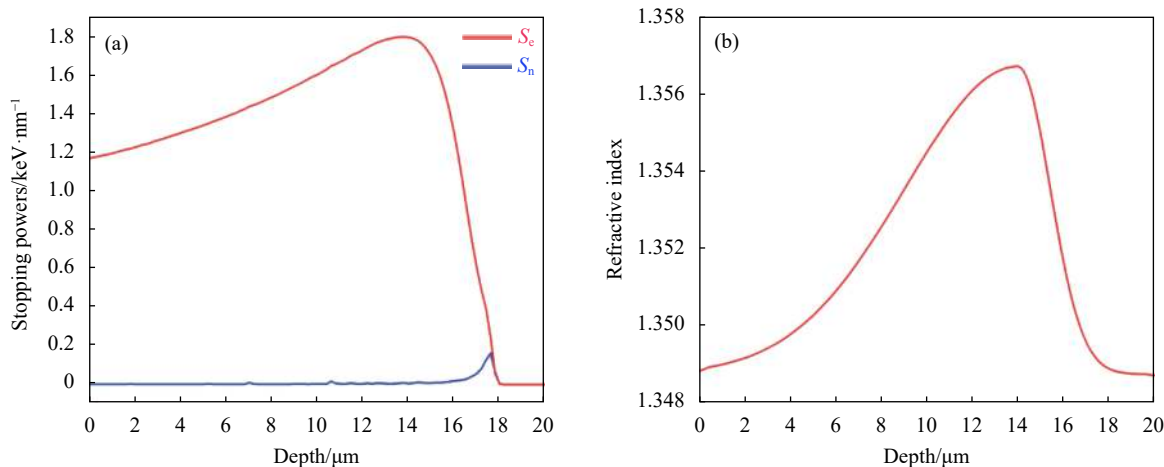 (a)
Sₑ
Sₙ
Stopping powers/keV·nm⁻¹
1.8
1.6
1.4
1.2
1.0
0.8
0.6
0.4
0.2
0
0 2 4 6 8 10 12 14 16 18 20
Depth/μm
(b)
Refractive index
1.358
1.356
1.354
1.352
1.350
1.348
0 2 4 6 8 10 12 14 16 18 20
Depth/μm